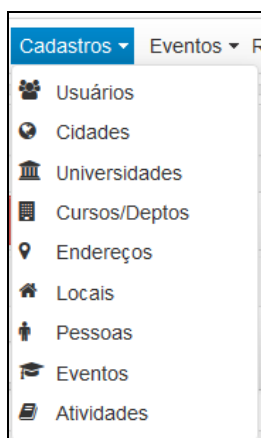 Cadastros Eventos R
Usuários
Cidades
Universidades
Cursos/Deptos
Endereços
Locais
Pessoas
Eventos
Atividades